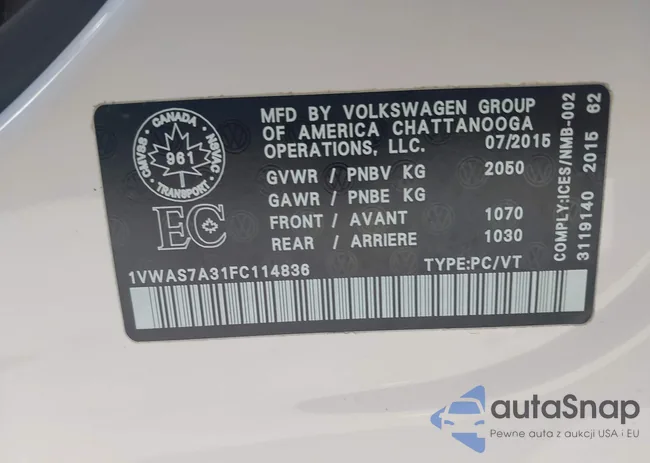 MFD BY VOLKSWAGEN GROUP
OF AMERICA CHATTANOOGA
OPERATIONS, LLC. 07/2015
GVWR / PNBV KG 2050
GAWR / PNBE KG
FRONT / AVANT 1070
REAR / ARRIERE 1030
CANADA
CMVSS 961 NSVAC
TRANSPORT
EC
1VWAS7A31FC114836 TYPE:PC/VT
COMPLY:ICES/NMB-002
3119140 2015 62
autaSnap
Pewne auta z aukcji USA i EU